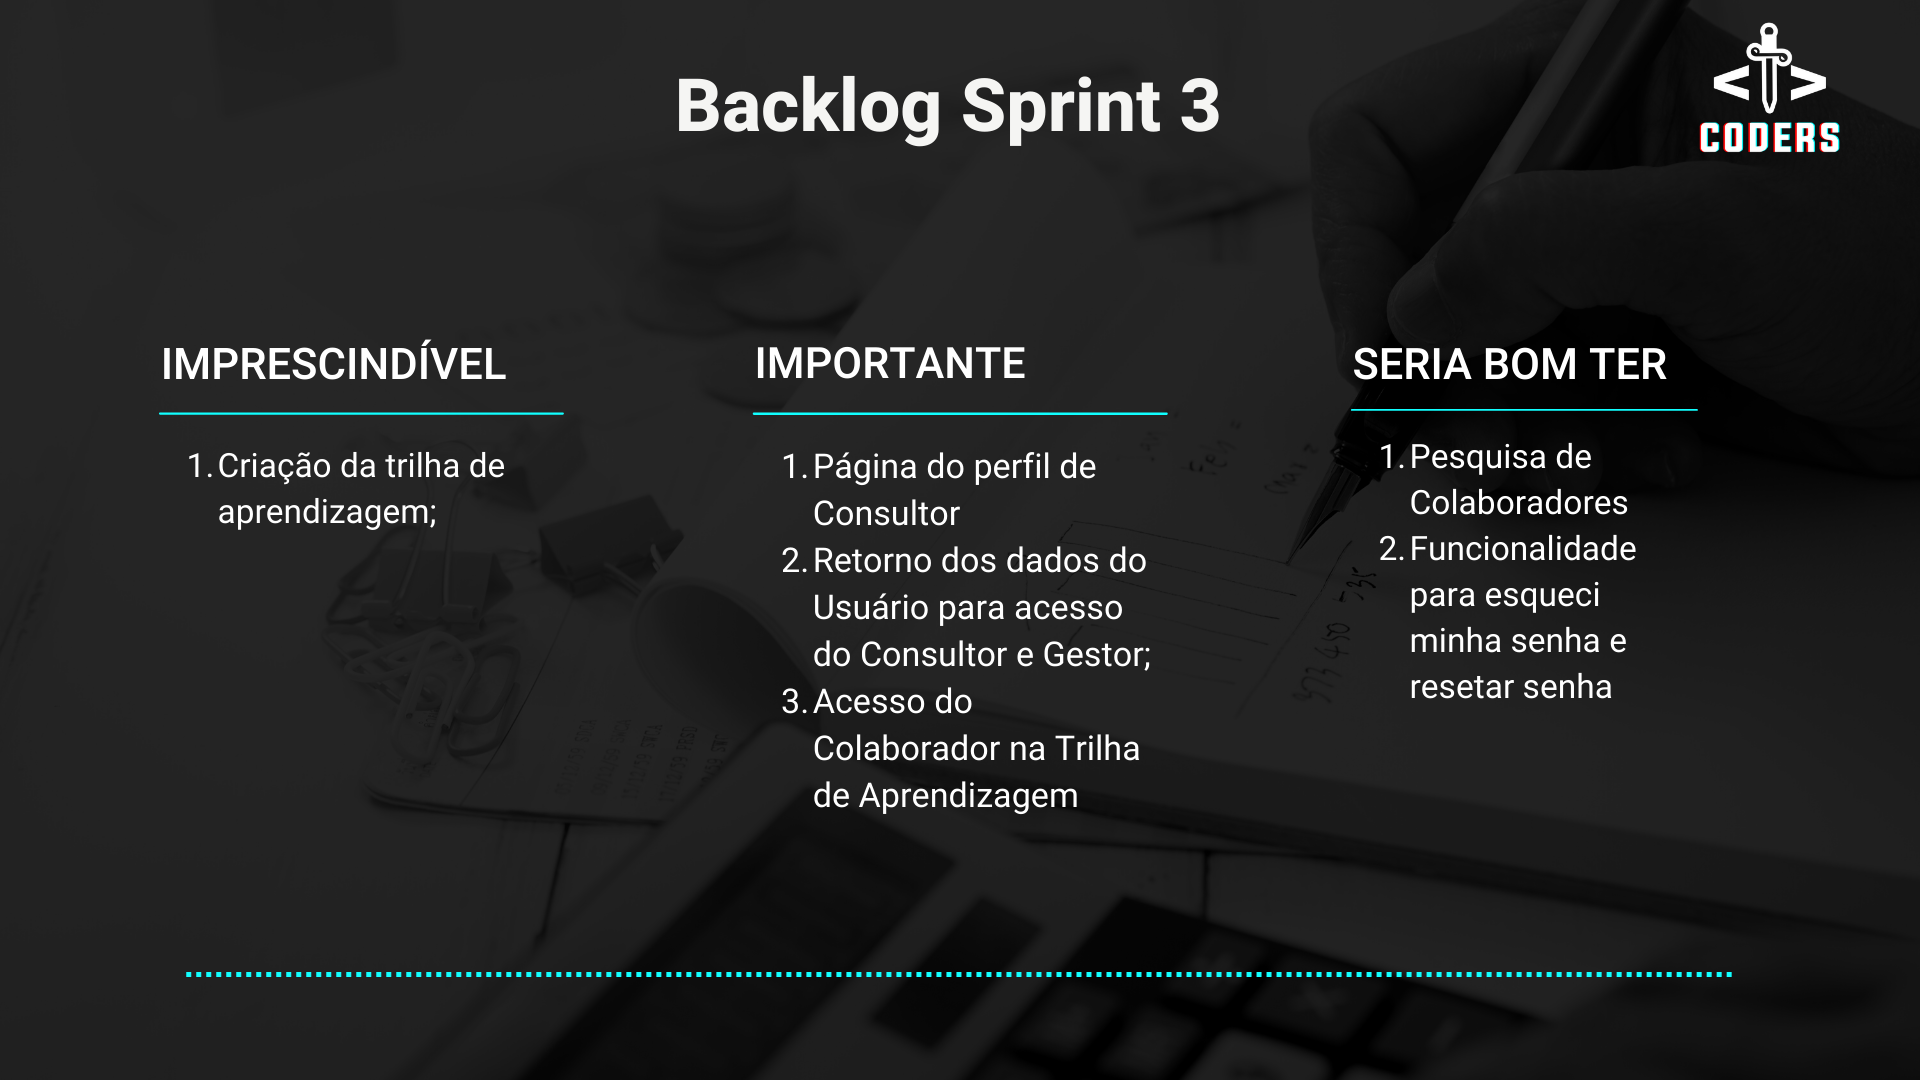 Backlog Sprint 3
CODERS
IMPRESCINDÍVEL
1. Criação da trilha de
aprendizagem;
IMPORTANTE
1. Página do perfil de
Consultor
2. Retorno dos dados do
Usuário para acesso
do Consultor e Gestor;
3. Acesso do
Colaborador na Trilha
de Aprendizagem
SERIA BOM TER
1. Pesquisa de
Colaboradores
2. Funcionalidade
para esqueci
minha senha e
resetar senha